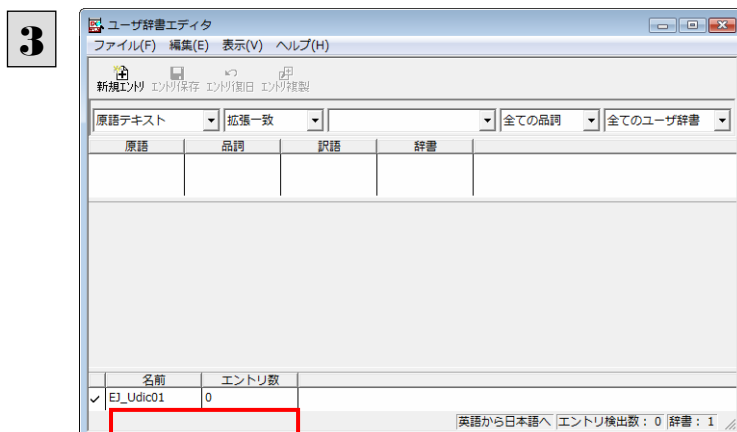 3
ユーザ辞書エディタ
ファイル(F) 編集(E) 表示(V) ヘルプ(H)
新規エントリ エントリ保存 エントリ復旧 エントリ複製
原語テキスト 拡張一致 全ての品詞 全てのユーザ辞書
原語 品詞 訳語 辞書
名前 エントリ数
EJ_Udic01 0
英語から日本語へ エントリ検出数: 0 辞書: 1